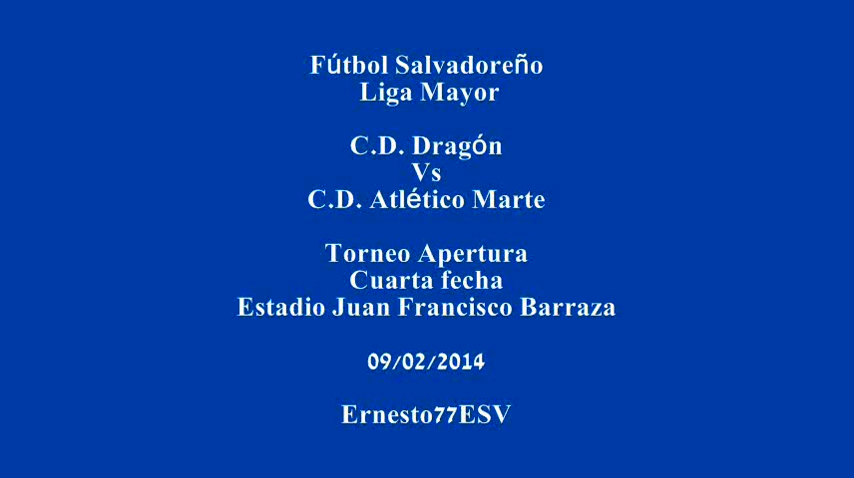 Fútbol Salvadoreño
Liga Mayor
C.D. Dragón
Vs
C.D. Atlético Marte
Torneo Apertura
Cuarta fecha
Estadio Juan Francisco Barraza
09/02/2014
Ernesto77ESV